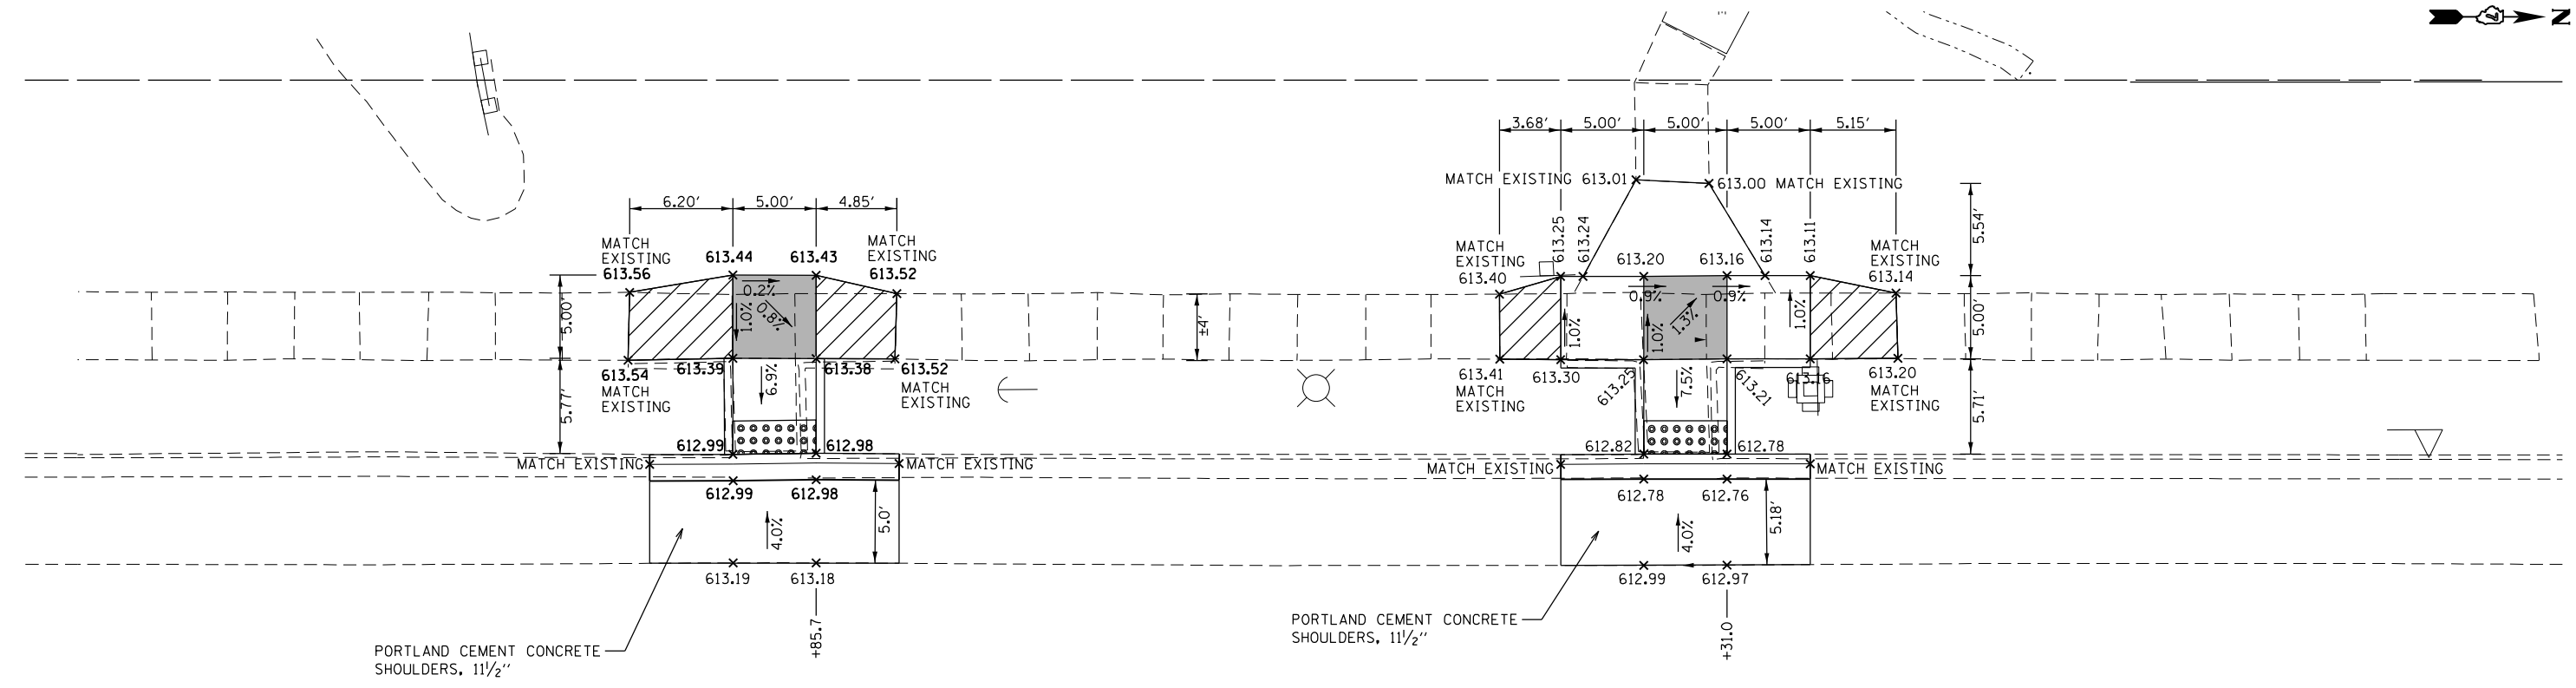 N
3.68'
5.00'
5.00'
5.00'
5.15'
MATCH EXISTING 613.01
613.00 MATCH EXISTING
6.20'
5.00'
4.85'
5.54'
MATCH
EXISTING
613.56
613.44
613.43
MATCH
EXISTING
613.52
MATCH
EXISTING
613.40
613.25
613.24
613.20
613.16
613.14
613.11
MATCH
EXISTING
613.14
0.2%
1.0%
0.8%
5.00'
±4'
1.0%
0.9%
0.9%
1.0%
1.3%
1.0%
5.00'
613.54
MATCH
EXISTING
613.39
6.9%
613.38
613.52
MATCH
EXISTING
5.77'
613.41
MATCH
EXISTING
613.30
613.25
7.5%
613.21
613.16
613.20
MATCH
EXISTING
5.71'
612.99
612.98
612.82
612.78
MATCH EXISTING
MATCH EXISTING
MATCH EXISTING
MATCH EXISTING
612.99
612.98
612.78
612.76
4.0%
5.0'
4.0%
5.18'
613.19
613.18
612.99
612.97
+85.7
+31.0
PORTLAND CEMENT CONCRETE
SHOULDERS, 11½"
PORTLAND CEMENT CONCRETE
SHOULDERS, 11½"